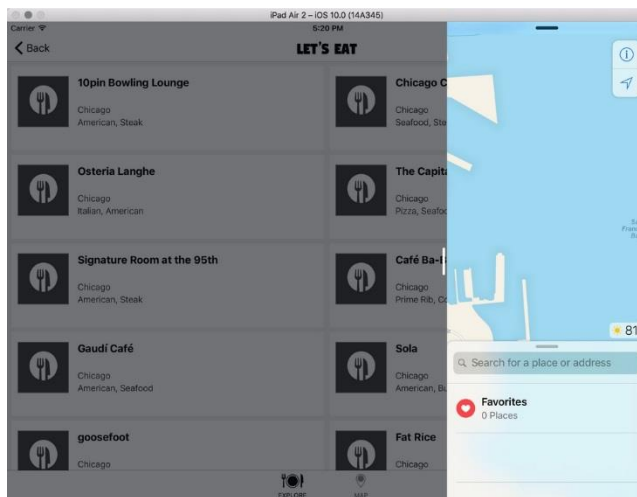 iPad Air 2 – iOS 10.0 (14A345)
Carrier
5:20 PM
Back
LET'S EAT
10pin Bowling Lounge
Chicago
American, Steak
Chicago C
Chicago
Seafood, Ste
Osteria Langhe
Chicago
Italian, American
The Capita
Chicago
Pizza, Seafoo
Signature Room at the 95th
Chicago
American, Steak
Café Ba-B
Chicago
Prime Rib, Co
Gaudí Café
Chicago
American, Seafood
Sola
Chicago
American, Bu
goosefoot
Chicago
Fat Rice
Chicago
EXPLORE
MAP
81
Search for a place or address
Favorites
0 Places